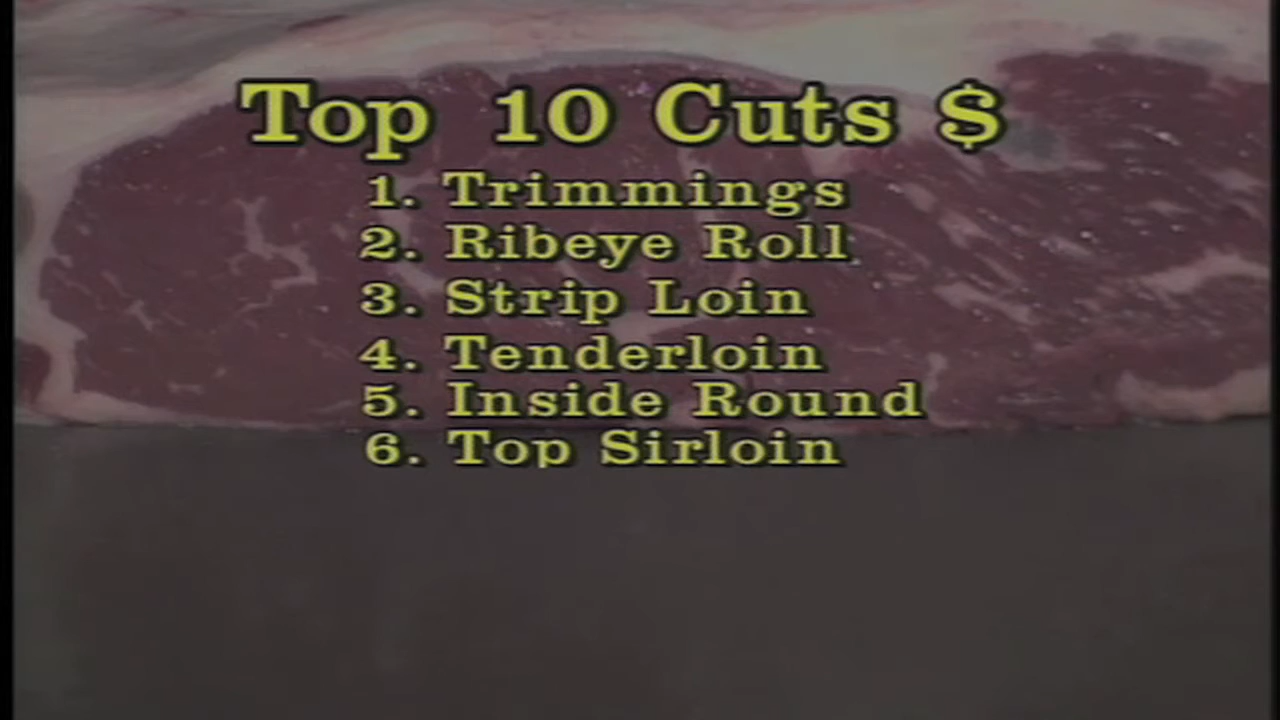 Top 10 Cuts $
1. Trimmings
2. Ribeye Roll
3. Strip Loin
4. Tenderloin
5. Inside Round
6. Top Sirloin